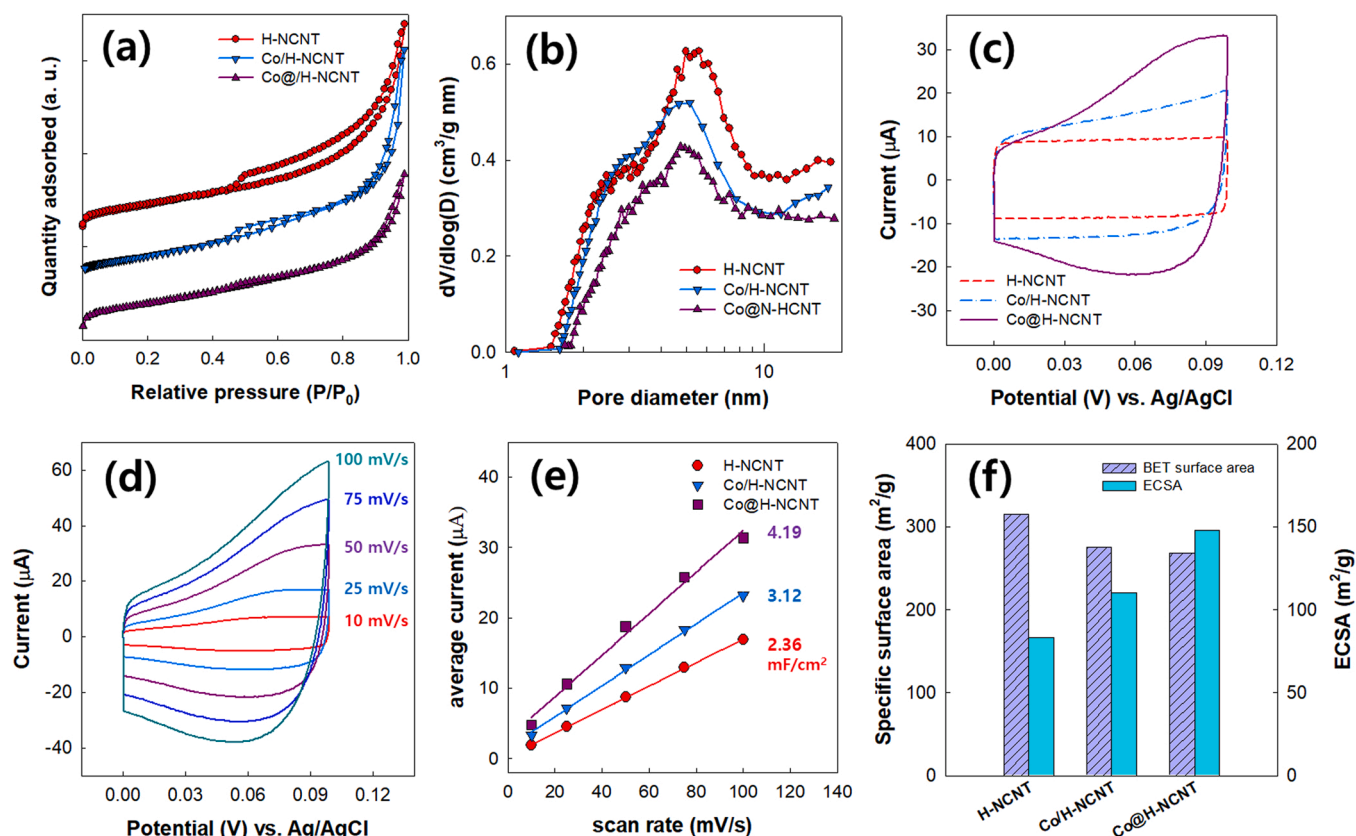 (a)
H-NCNT
Co/H-NCNT
Co@/H-NCNT
Quantity adsorbed (a. u.)
0.0 0.2 0.4 0.6 0.8 1.0
Relative pressure (P/P0)
(b)
0.6
0.4
0.2
0.0
dV/dlog(D) (cm3/g nm)
H-NCNT
Co/H-NCNT
Co@N-HCNT
1 10
Pore diameter (nm)
(c)
30
20
10
0
-10
-20
-30
Current (μA)
H-NCNT
Co/H-NCNT
Co@H-NCNT
0.00 0.03 0.06 0.09 0.12
Potential (V) vs. Ag/AgCl
(d)
60
40
20
0
-20
-40
Current (μA)
100 mV/s
75 mV/s
50 mV/s
25 mV/s
10 mV/s
0.00 0.03 0.06 0.09 0.12
Potential (V) vs. Ag/AgCl
(e)
40
30
20
10
0
average current (μA)
H-NCNT
Co/H-NCNT
Co@H-NCNT
4.19
3.12
2.36
mF/cm2
0 20 40 60 80 100 120 140
scan rate (mV/s)
(f)
400
300
200
100
0
Specific surface area (m2/g)
BET surface area
ECSA
200
150
100
50
0
ECSA (m2/g)
H-NCNT
Co/H-NCNT
Co@H-NCNT